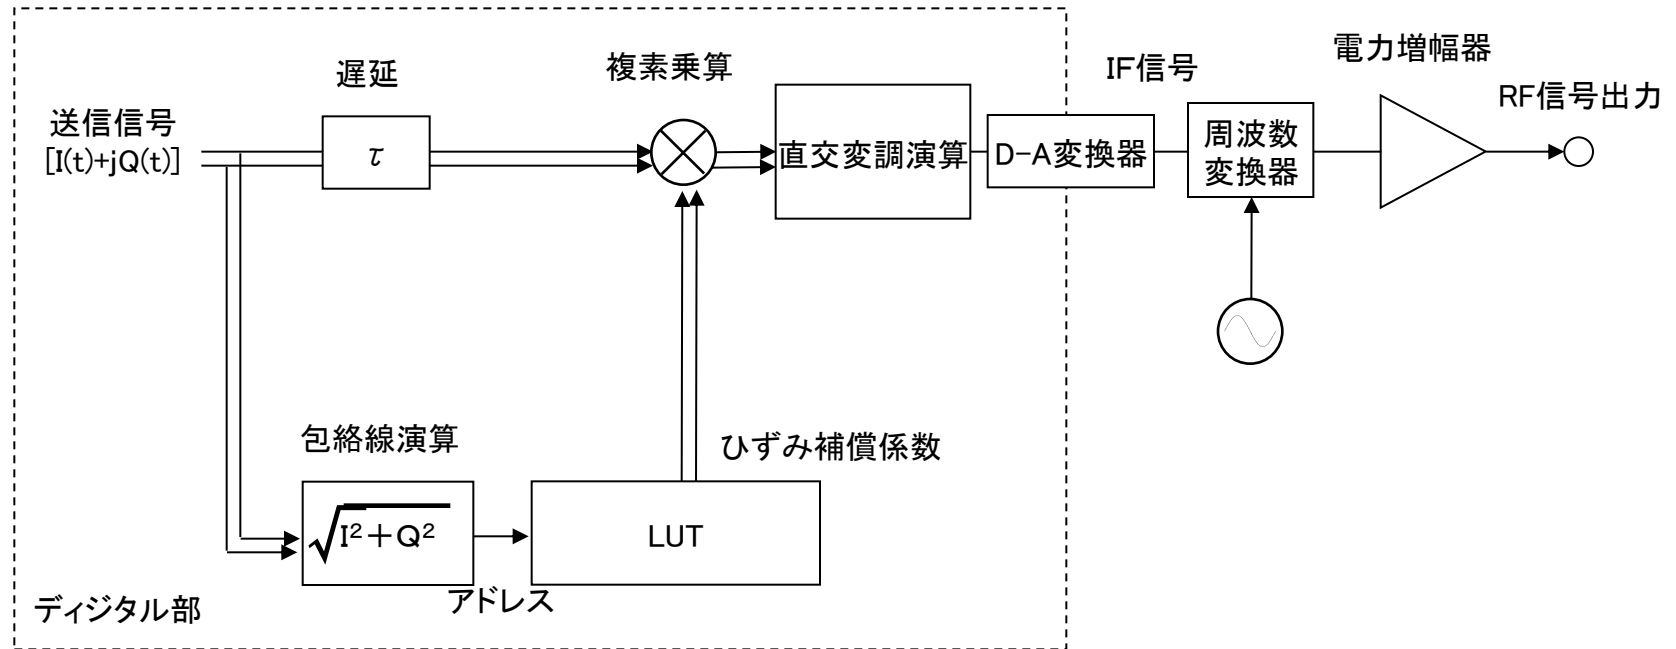 遅延
複素乗算
IF信号
電力増幅器
RF信号出力
送信信号
[I(t)+jQ(t)]
τ
直交変調演算
D-A変換器
周波数
変換器
包絡線演算
ひずみ補償係数
√I²+Q²
LUT
アドレス
ディジタル部